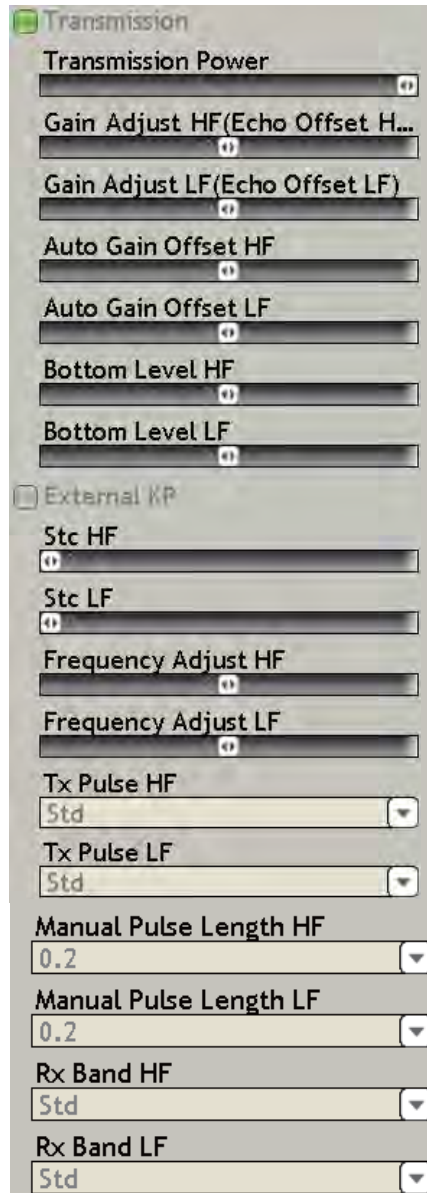 Transmission
Transmission Power
Gain Adjust HF(Echo Offset H...
Gain Adjust LF(Echo Offset LF)
Auto Gain Offset HF
Auto Gain Offset LF
Bottom Level HF
Bottom Level LF
External KP
Stc HF
Stc LF
Frequency Adjust HF
Frequency Adjust LF
Tx Pulse HF
Std
Tx Pulse LF
Std
Manual Pulse Length HF
0.2
Manual Pulse Length LF
0.2
Rx Band HF
Std
Rx Band LF
Std